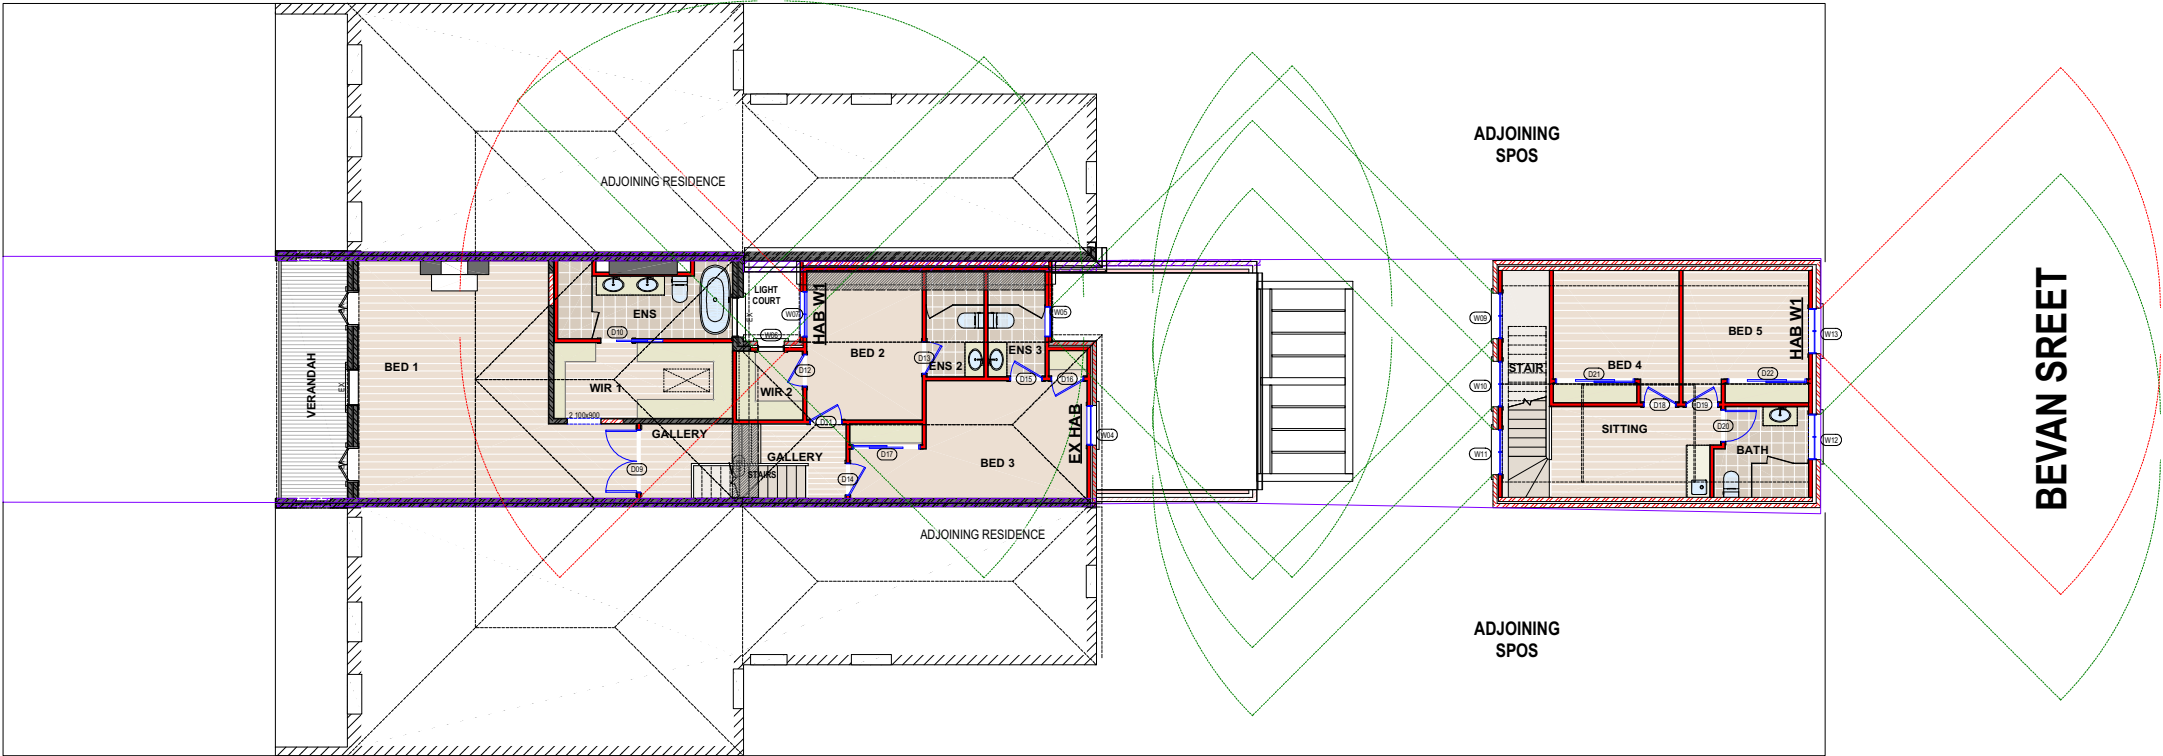 ADJOINING
SPOS
ADJOINING RESIDENCE
BEVAN SREET
VERANDAH
BED 1
EX
ENS
D10
WIR 1
2 100x900
GALLERY
D09
LIGHT
COURT
EX
W06
W07
HAB W1
BED 2
D12
WIR 2
D13
ENS 2
ENS 3
D15
D16
W05
GALLERY
STAIRS
D14
D17
BED 3
EX HAB
W04
ADJOINING RESIDENCE
W09
W10
W11
STAIR
BED 4
D21
BED 5
D22
HAB W1
W13
D18
D19
SITTING
D20
BATH
W12
ADJOINING
SPOS